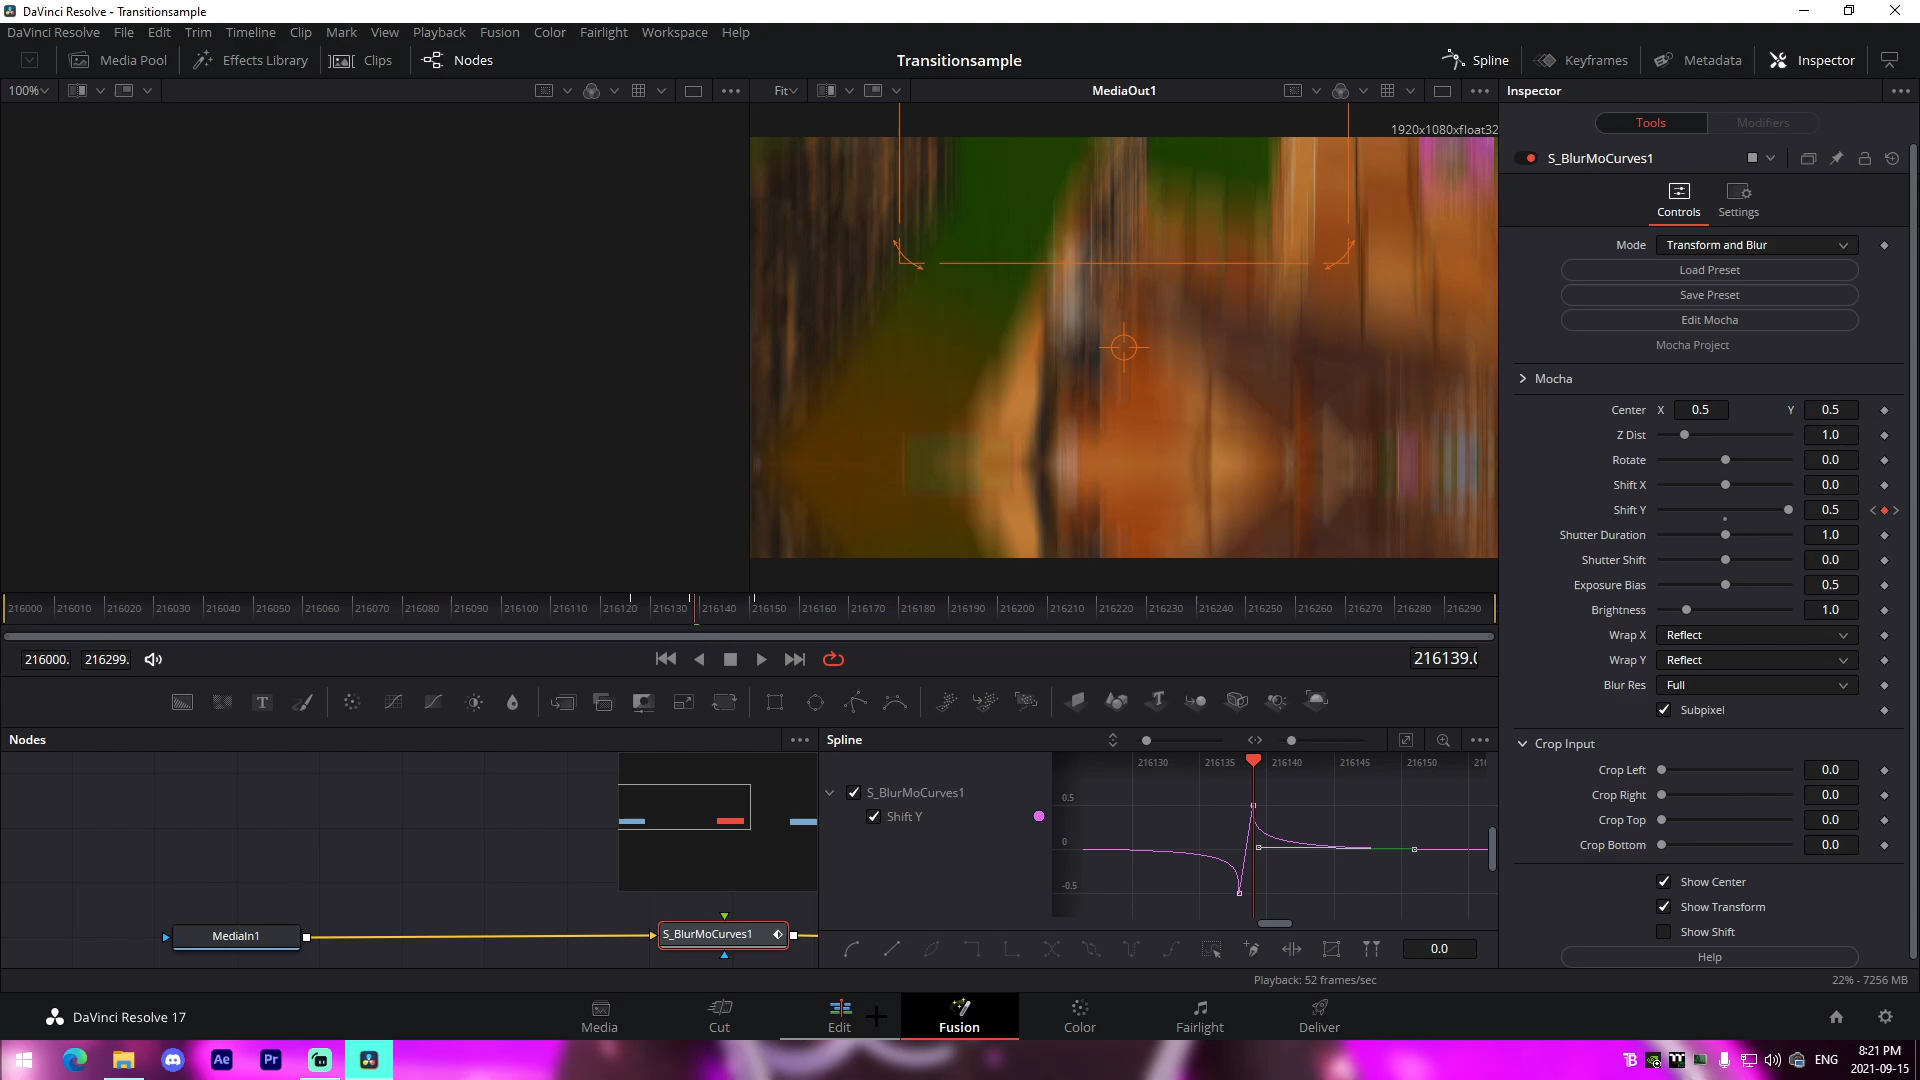 DaVinci Resolve - Transitionsample
DaVinci Resolve File Edit Trim Timeline Clip Mark View Playback Fusion Color Fairlight Workspace Help
Media Pool Effects Library Clips Nodes Transitionsample Spline Keyframes Metadata Inspector
100% Fit MediaOut1 Inspector
1920x1080xfloat32
Tools Modifiers
S_BlurMoCurves1
Controls Settings
Mode Transform and Blur
Load Preset
Save Preset
Edit Mocha
Mocha Project
Mocha
Center X 0.5 Y 0.5
Z Dist 1.0
Rotate 0.0
Shift X 0.0
Shift Y 0.5
Shutter Duration 1.0
Shutter Shift 0.0
Exposure Bias 0.5
Brightness 1.0
Wrap X Reflect
Wrap Y Reflect
Blur Res Full
Subpixel
Crop Input
Crop Left 0.0
Crop Right 0.0
Crop Top 0.0
Crop Bottom 0.0
Show Center
Show Transform
Show Shift
Help
216000 216010 216020 216030 216040 216050 216060 216070 216080 216090 216100 216110 216120 216130 216140 216150 216160 216170 216180 216190 216200 216210 216220 216230 216240 216250 216260 216270 216280 216290
216000. 216299. 216139.0
Nodes Spline
216130 216135 216140 216145 216150
S_BlurMoCurves1
Shift Y
0.5
0
-0.5
MediaIn1 S_BlurMoCurves1
0.0
Playback: 52 frames/sec 22% - 7256 MB
DaVinci Resolve 17 Media Cut Edit Fusion Color Fairlight Deliver
Ae Pr ENG 8:21 PM
2021-09-15